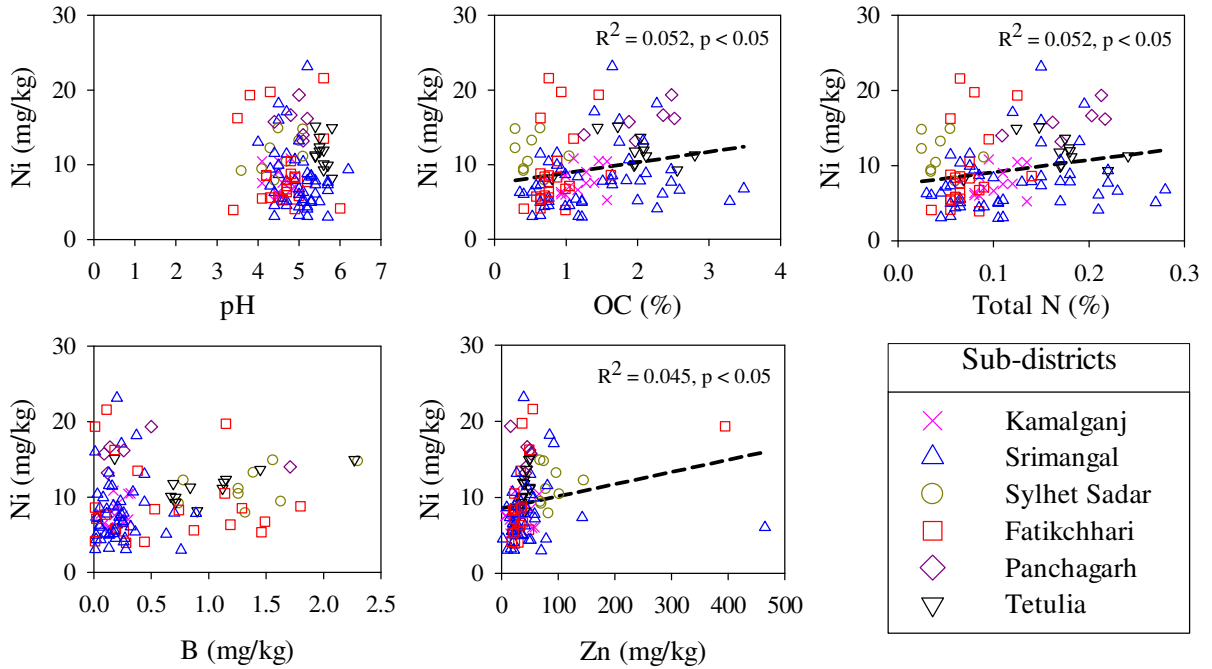 30
20
10
0
Ni (mg/kg)
0 1 2 3 4 5 6 7
pH
30
20
10
0
Ni (mg/kg)
R² = 0.052, p < 0.05
0 1 2 3 4
OC (%)
30
20
10
0
Ni (mg/kg)
R² = 0.052, p < 0.05
0.0 0.1 0.2 0.3
Total N (%)
30
20
10
0
Ni (mg/kg)
0.0 0.5 1.0 1.5 2.0 2.5
B (mg/kg)
30
20
10
0
Ni (mg/kg)
R² = 0.045, p < 0.05
0 100 200 300 400 500
Zn (mg/kg)
Sub-districts
Kamalganj
Srimangal
Sylhet Sadar
Fatikchhari
Panchagarh
Tetulia